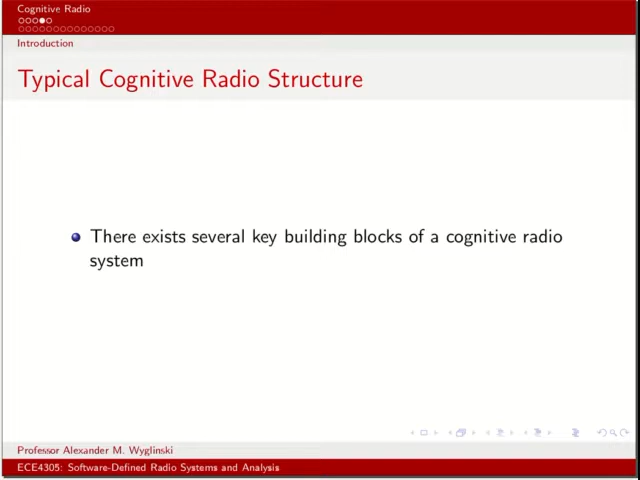 Cognitive Radio
Introduction
Typical Cognitive Radio Structure
There exists several key building blocks of a cognitive radio
system
Professor Alexander M. Wyglinski
ECE4305: Software-Defined Radio Systems and Analysis